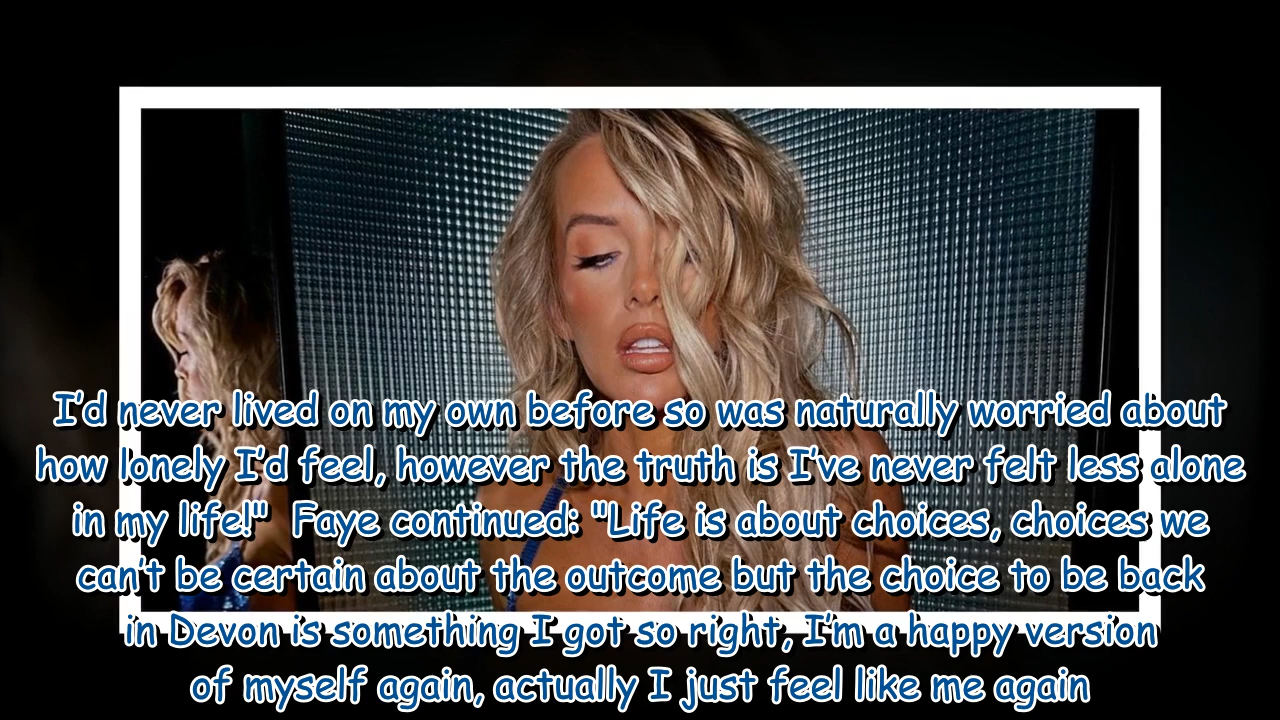 I’d never lived on my own before so was naturally worried about
how lonely I’d feel, however the truth is I’ve never felt less alone
in my life!"  Faye continued: "Life is about choices, choices we
can’t be certain about the outcome but the choice to be back
in Devon is something I got so right, I’m a happy version
of myself again, actually I just feel like me again